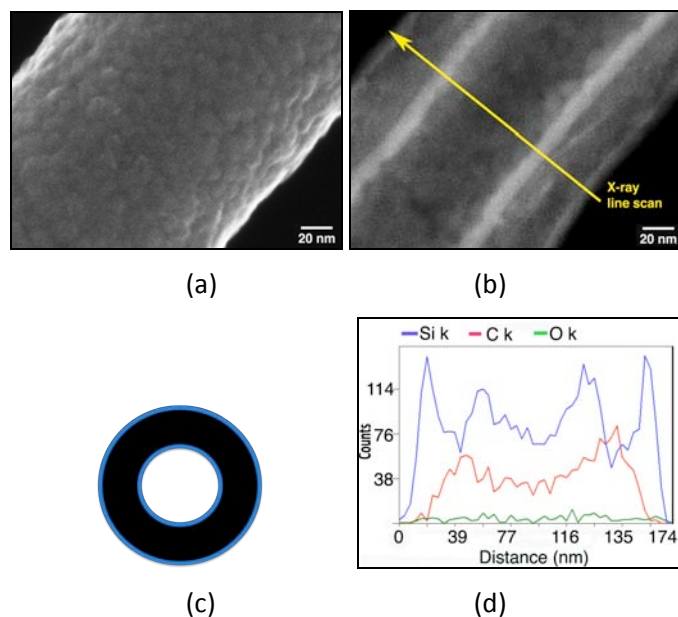 20 nm
X-ray
line scan
20 nm
(a)
(b)
Si k
C k
O k
114
76
38
Counts
0
39
77
116
135
174
Distance (nm)
(c)
(d)